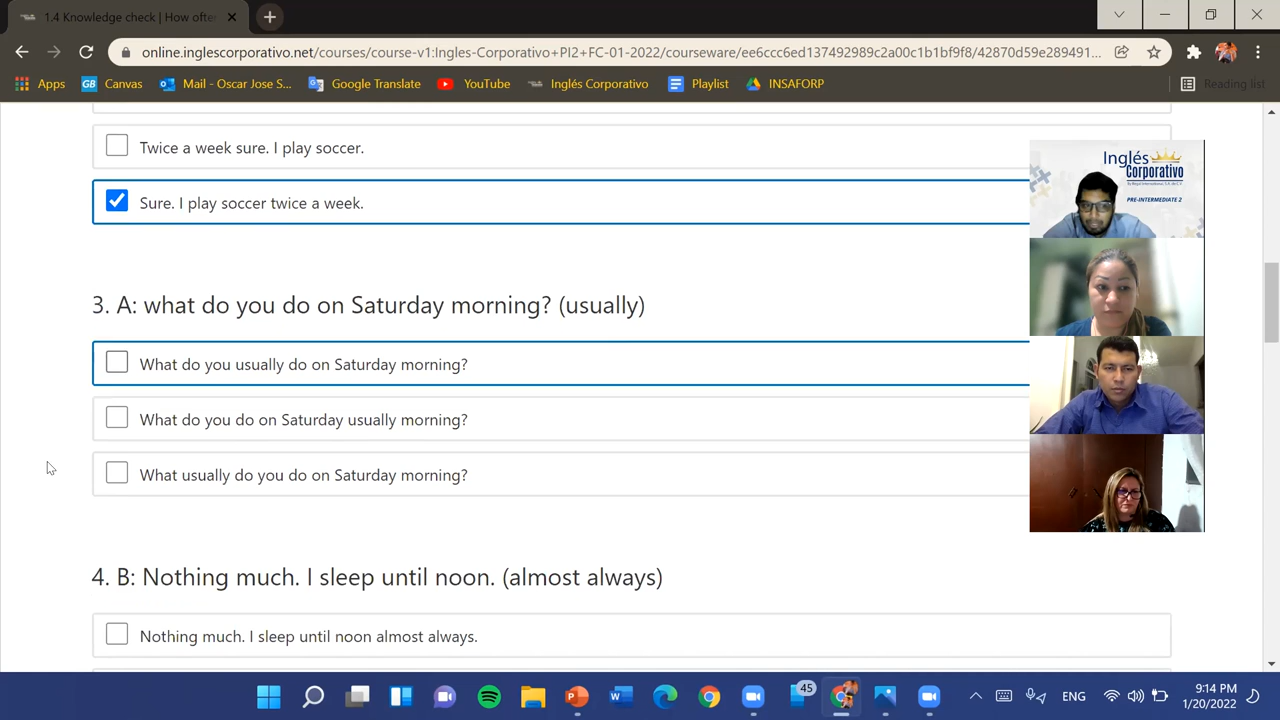 1.4 Knowledge check | How ofte
online.inglescorporativo.net/courses/course-v1:Ingles-Corporativo+PI2+FC-01-2022/courseware/ee6ccc6ed137492989c2a00c1b1bf9f8/42870d59e289491...
Apps Canvas Mail - Oscar Jose S... Google Translate YouTube Inglés Corporativo Playlist INSAFORP Reading list
Twice a week sure. I play soccer.
Sure. I play soccer twice a week.
Inglés
Corporativo
PRE-INTERMEDIATE 2
3. A: what do you do on Saturday morning? (usually)
What do you usually do on Saturday morning?
What do you do on Saturday usually morning?
What usually do you do on Saturday morning?
4. B: Nothing much. I sleep until noon. (almost always)
Nothing much. I sleep until noon almost always.
45
ENG
9:14 PM
1/20/2022